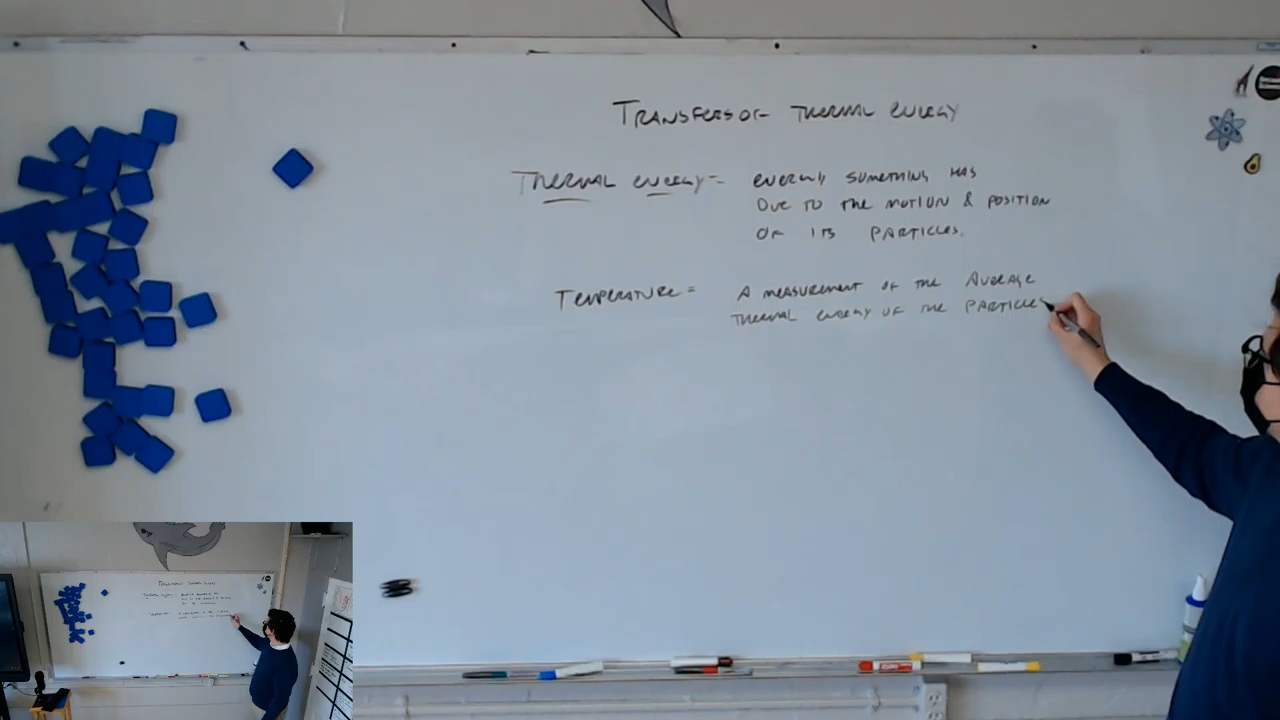 TRANSFERS OF THERMAL ENERGY
THERMAL ENERGY = ENERGY SOMETHING HAS
DUE TO THE MOTION & POSITION
OF ITS PARTICLES.
TEMPERATURE = A MEASUREMENT OF THE AVERAGE
THERMAL ENERGY OF THE PARTICLES